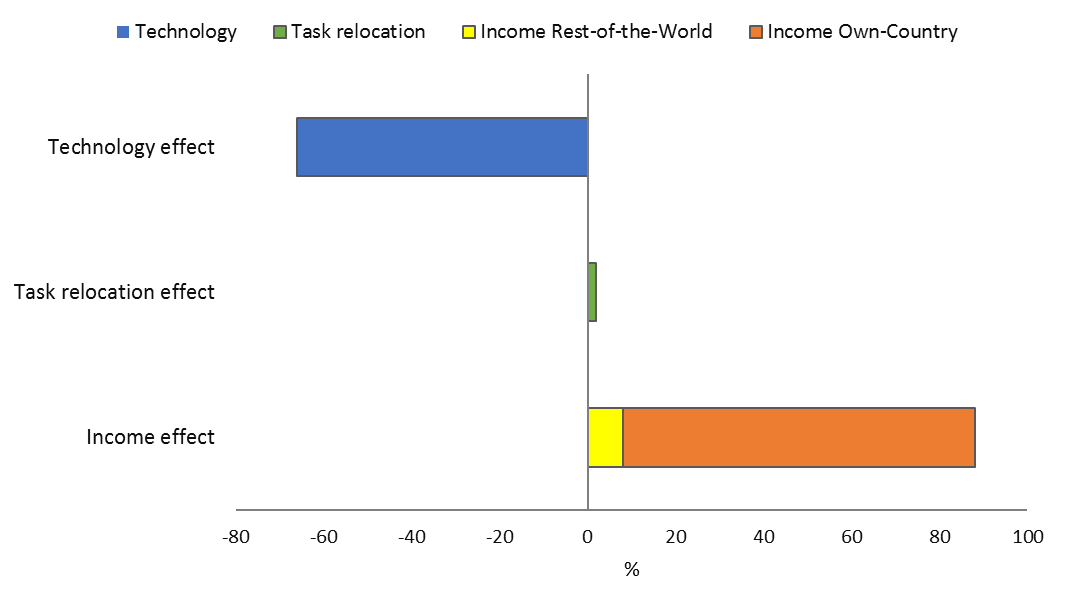 Technology Task relocation Income Rest-of-the-World Income Own-Country
Technology effect
Task relocation effect
Income effect
-80 -60 -40 -20 0 20 40 60 80 100
%